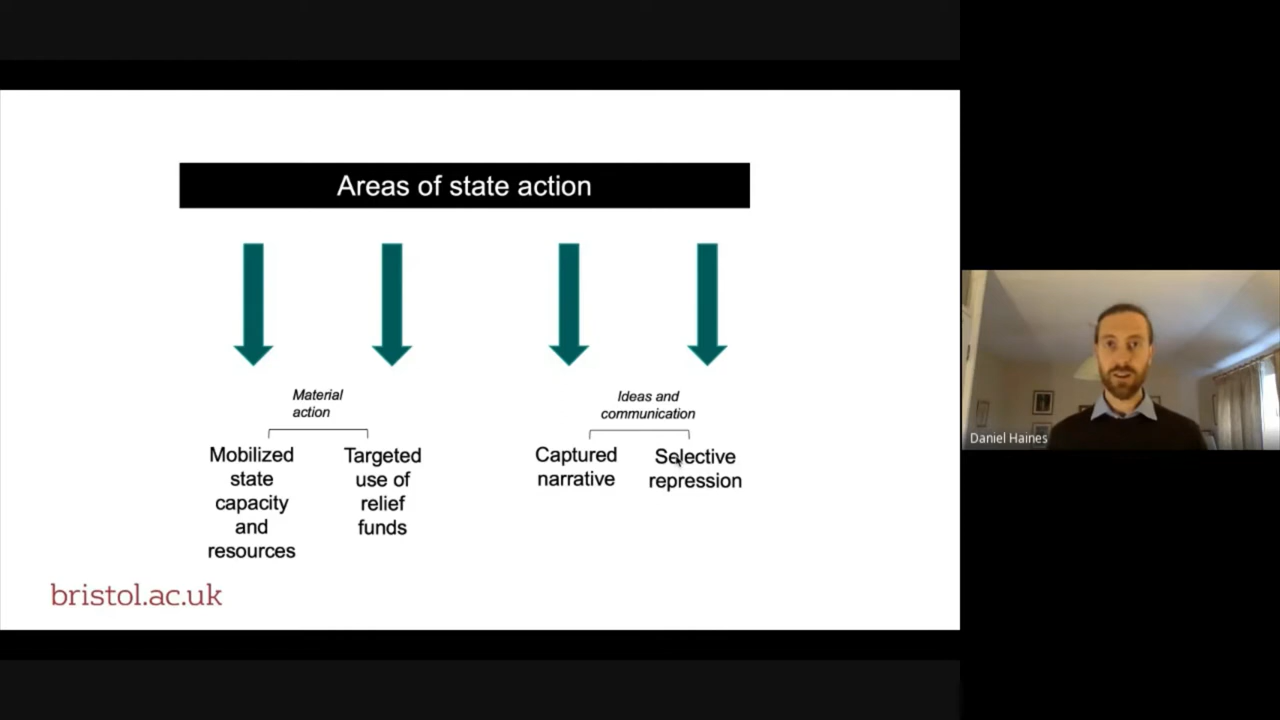 Areas of state action
Material
action
Ideas and
communication
Mobilized
state
capacity
and
resources
Targeted
use of
relief
funds
Captured
narrative
Selective
repression
bristol.ac.uk
Daniel Haines